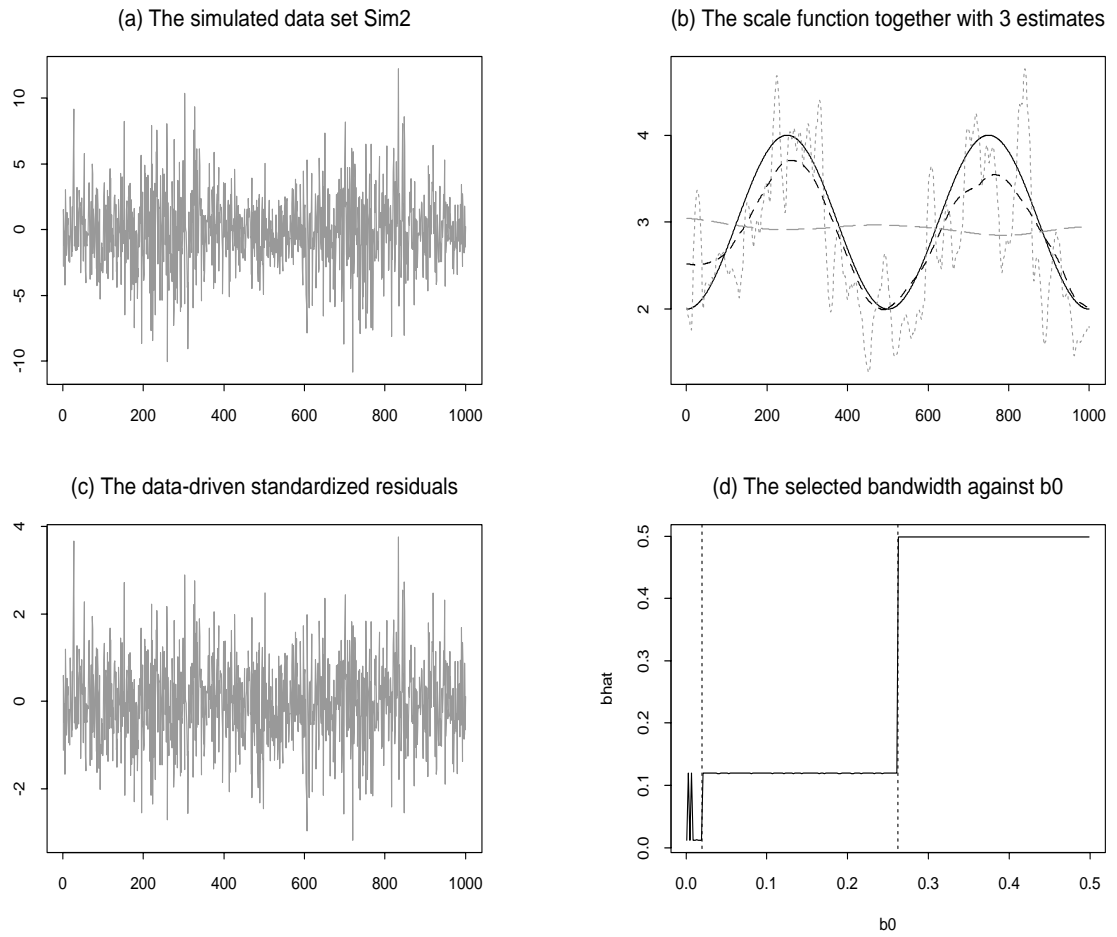 (a) The simulated data set Sim2
10
5
0
-5
-10
0 200 400 600 800 1000
(b) The scale function together with 3 estimates
4
3
2
0 200 400 600 800 1000
(c) The data-driven standardized residuals
4
2
0
-2
0 200 400 600 800 1000
(d) The selected bandwidth against b0
bhat
0.5
0.4
0.3
0.2
0.1
0.0
0.0 0.1 0.2 0.3 0.4 0.5
b0